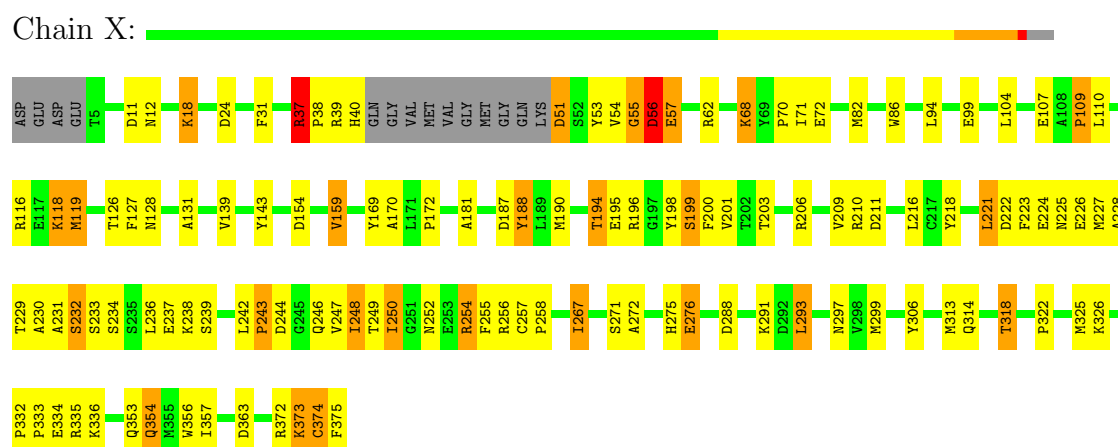 Chain X:
ASP GLU ASP GLU T5 D11 N12 K18 D24 F31 R37 P38 R39 H40 GLN GLY VAL MET VAL GLY MET GLY GLN LYS D51 S52 Y53 V54 G55 D56 E57 R62 K68 Y69 P70 I71 E72 M82 W86 L94 E99 L104 E107 A108 P109 L110
R116 E117 K118 M119 T126 F127 N128 A131 V139 Y143 D154 V159 Y169 A170 L171 P172 A181 D187 Y188 L189 M190 T194 E195 R196 G197 Y198 S199 F200 V201 T202 T203 R206 V209 R210 D211 L216 C217 Y218 L221 D222 F223 E224 N225 E226 M227 A228
T229 A230 A231 S232 S233 S234 S235 L236 E237 K238 S239 L242 P243 D244 G245 Q246 V247 I248 T249 I250 G251 N252 E253 R254 F255 R256 C257 P258 I267 S271 A272 H275 E276 D288 K291 D292 L293 N297 V298 M299 Y306 M313 Q314 T318 P322 M325 K326
P332 P333 E334 R335 K336 Q353 Q354 M355 W356 I357 D363 R372 K373 C374 F375